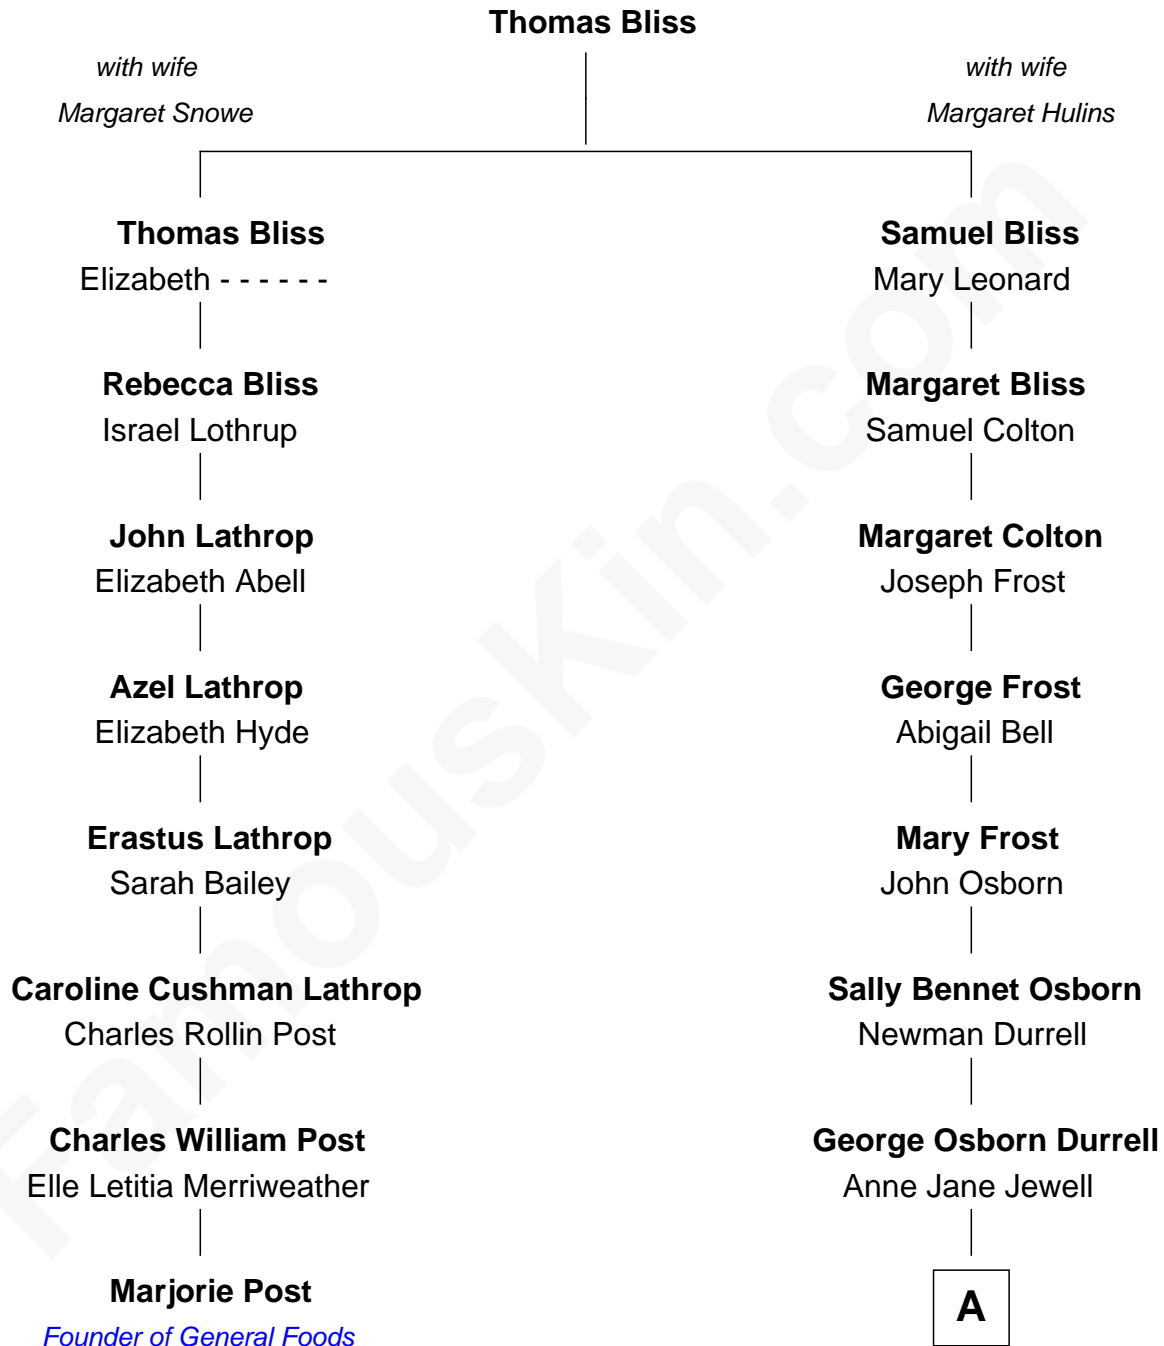 Thomas Bliss
with wife
Margaret Snowe
with wife
Margaret Hulins
Thomas Bliss
Elizabeth - - - - - -
Samuel Bliss
Mary Leonard
Rebecca Bliss
Israel Lothrup
Margaret Bliss
Samuel Colton
John Lathrop
Elizabeth Abell
Margaret Colton
Joseph Frost
Azel Lathrop
Elizabeth Hyde
George Frost
Abigail Bell
Erastus Lathrop
Sarah Bailey
Mary Frost
John Osborn
Caroline Cushman Lathrop
Charles Rollin Post
Sally Bennet Osborn
Newman Durrell
Charles William Post
Elle Letitia Merriweather
George Osborn Durrell
Anne Jane Jewell
Marjorie Post
Founder of General Foods
A
FamousKin.com